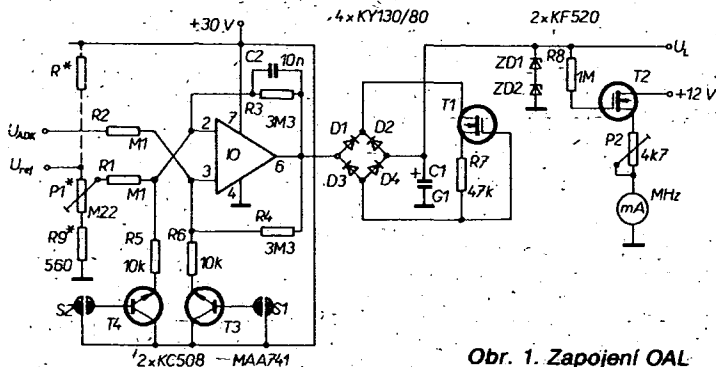 4×KY130/80
2×KF520
+30 V
C2
10n
R*
R3
3M3
ZD1
ZD2
R8
1M
T2
U_L
+12 V
T1
U_ADK
R2
M1
7
2
3
4
6
IO
D1
D2
D3
D4
U_ref
R1
M1
C1
+
G1
R7
47k
P2
4k7
P1*
M22
R4
3M3
MHz
mA
R9*
560
R5
10k
R6
10k
S2
T4
T3
S1
2×KC508
MAA741
Obr. 1. Zapojení OAL